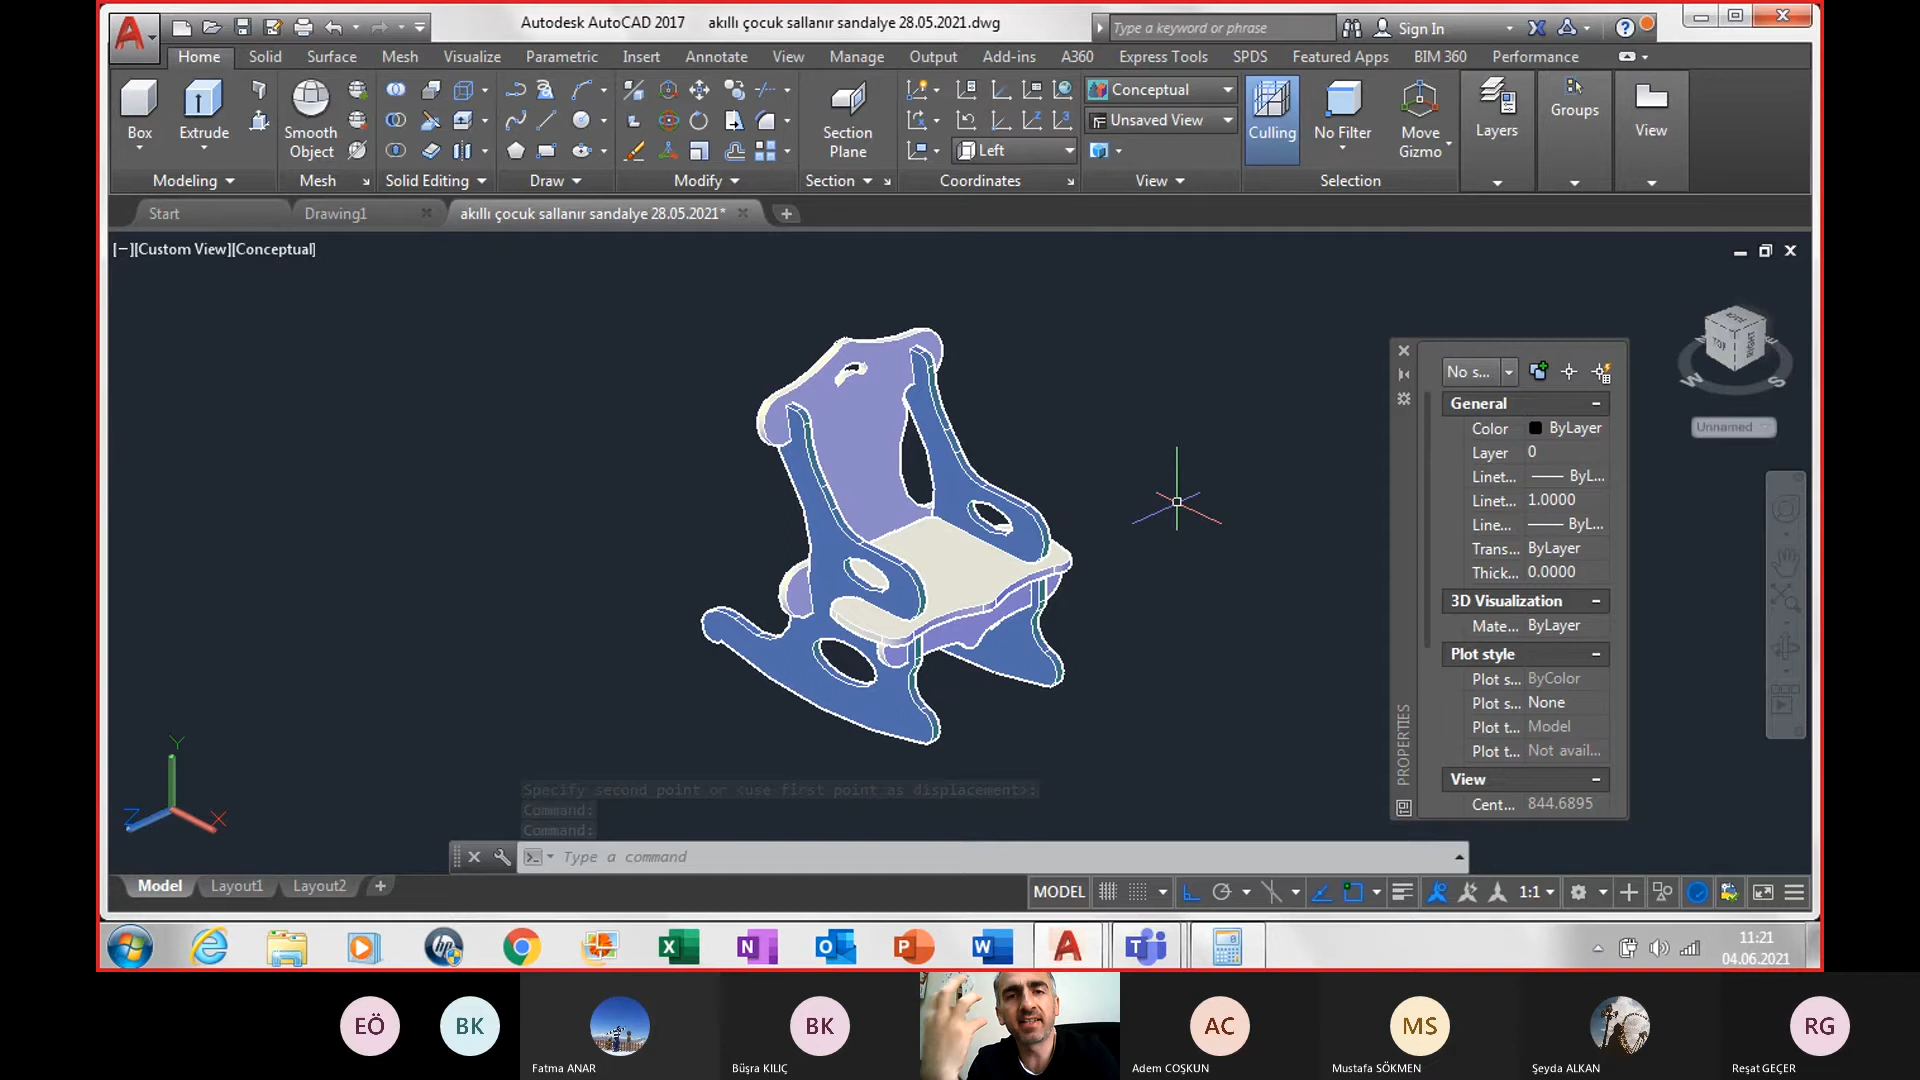 Autodesk AutoCAD 2017 akıllı çocuk sallanır sandalye 28.05.2021.dwg
Type a keyword or phrase
Sign In
Home Solid Surface Mesh Visualize Parametric Insert Annotate View Manage Output Add-ins A360 Express Tools SPDS Featured Apps BIM 360 Performance
Box
Extrude
Smooth Object
Section Plane
Conceptual
Unsaved View
Left
Culling
No Filter
Move Gizmo
Layers
Groups
View
Modeling
Mesh
Solid Editing
Draw
Modify
Section
Coordinates
View
Selection
Start
Drawing1
akıllı çocuk sallanır sandalye 28.05.2021*
[−][Custom View][Conceptual]
TOP
RIGHT
W
S
Unnamed
No s...
General
Color ByLayer
Layer 0
Linet... ByL...
Linet... 1.0000
Line... ByL...
Trans... ByLayer
Thick... 0.0000
3D Visualization
Mate... ByLayer
Plot style
Plot s... ByColor
Plot s... None
Plot t... Model
Plot t... Not avail...
View
Cent... 844.6895
PROPERTIES
Y
Z
X
Specify second point or <use first point as displacement>:
Command:
Command:
Type a command
Model Layout1 Layout2
MODEL
1:1
11:21
04.06.2021
EÖ
BK
Fatma ANAR
BK
Büşra KILIÇ
AC
Adem COŞKUN
MS
Mustafa SÖKMEN
Şeyda ALKAN
RG
Reşat GEÇER